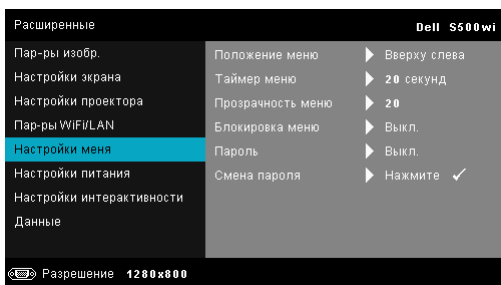 Расширенные Dell S500wi
Пар-ры изобр.
Настройки экрана
Настройки проектора
Пар-ры WiFi/LAN
Настройки меня
Настройки питания
Настройки интерактивности
Данные
Положение меню Вверху слева
Таймер меню 20 секунд
Прозрачность меню 20
Блокировка меню Выкл.
Пароль Выкл.
Смена пароля Нажмите ✓
Разрешение 1280x800